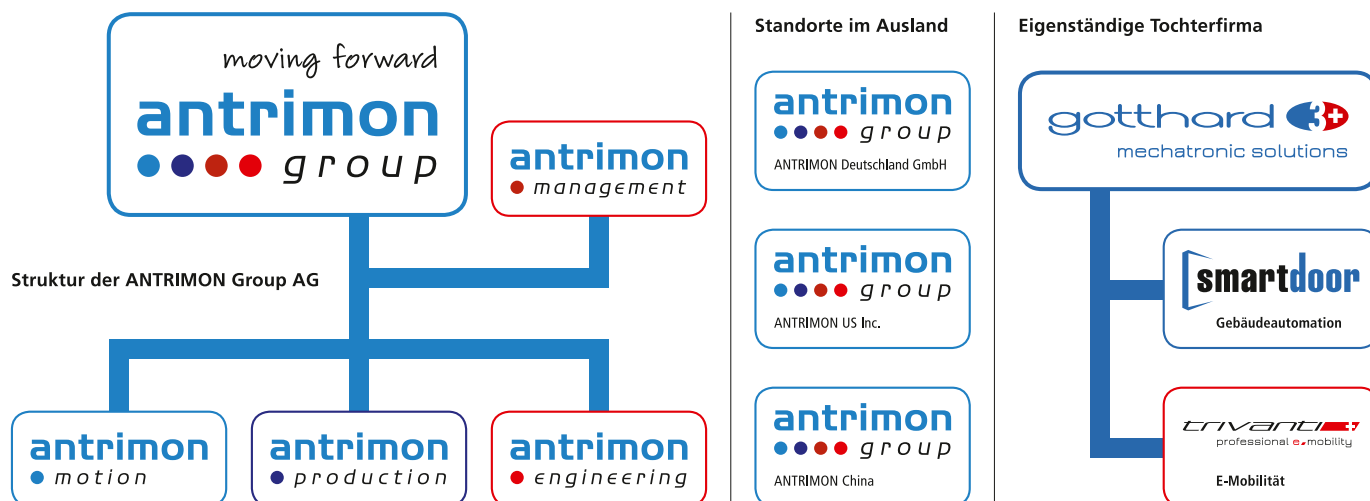 moving forward
antrimon
group
antrimon
management
Struktur der ANTRIMON Group AG
antrimon
motion
antrimon
production
antrimon
engineering
Standorte im Ausland
antrimon
group
ANTRIMON Deutschland GmbH
antrimon
group
ANTRIMON US Inc.
antrimon
group
ANTRIMON China
Eigenständige Tochterfirma
gotthard 3
mechatronic solutions
smartdoor
Gebäudeautomation
trivanti
professional e.mobility
E-Mobilität